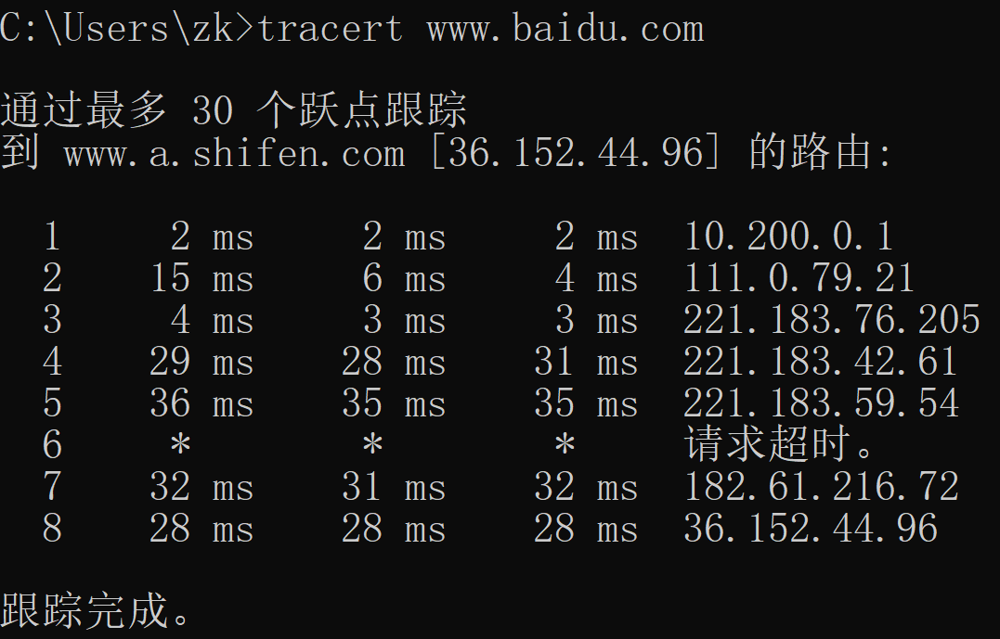 C:\Users\zk>tracert www.baidu.com
通过最多 30 个跃点跟踪
到 www.a.shifen.com [36.152.44.96] 的路由:
1 2 ms 2 ms 2 ms 10.200.0.1
2 15 ms 6 ms 4 ms 111.0.79.21
3 4 ms 3 ms 3 ms 221.183.76.205
4 29 ms 28 ms 31 ms 221.183.42.61
5 36 ms 35 ms 35 ms 221.183.59.54
6 * * * 请求超时。
7 32 ms 31 ms 32 ms 182.61.216.72
8 28 ms 28 ms 28 ms 36.152.44.96
跟踪完成。